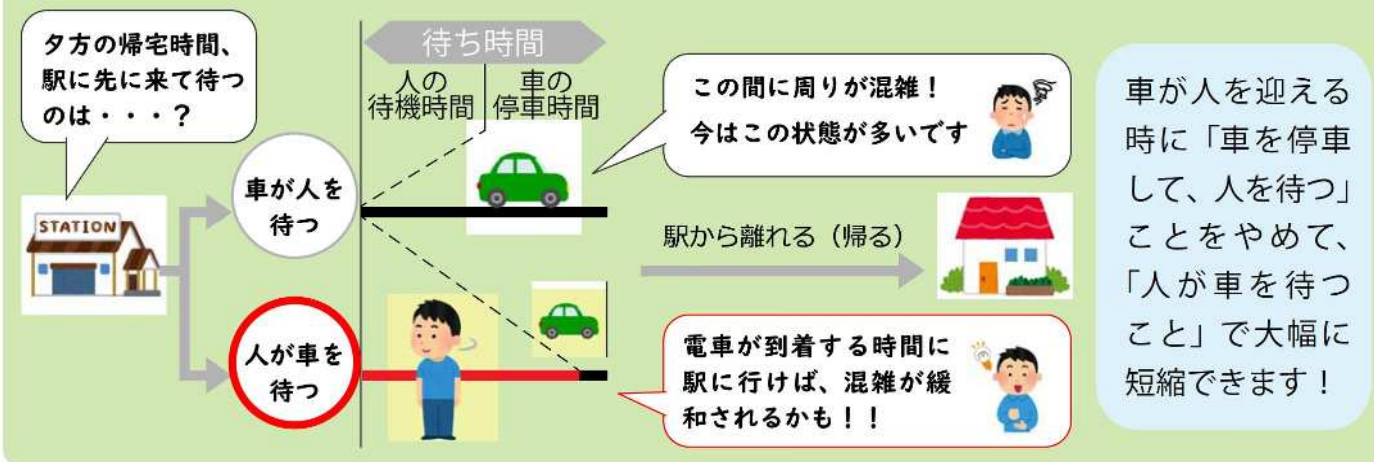 夕方の帰宅時間、
駅に先に来て待つ
のは・・・？
待ち時間
人の
待機時間
車の
停車時間
この間に周りが混雑！
今はこの状態が多いです
STATION
車が人を
待つ
駅から離れる（帰る）
人が車を
待つ
電車が到着する時間に
駅に行けば、混雑が緩
和されるかも！！
車が人を迎える
時に「車を停車
して、人を待つ」
ことをやめて、
「人が車を待つ
こと」で大幅に
短縮できます！